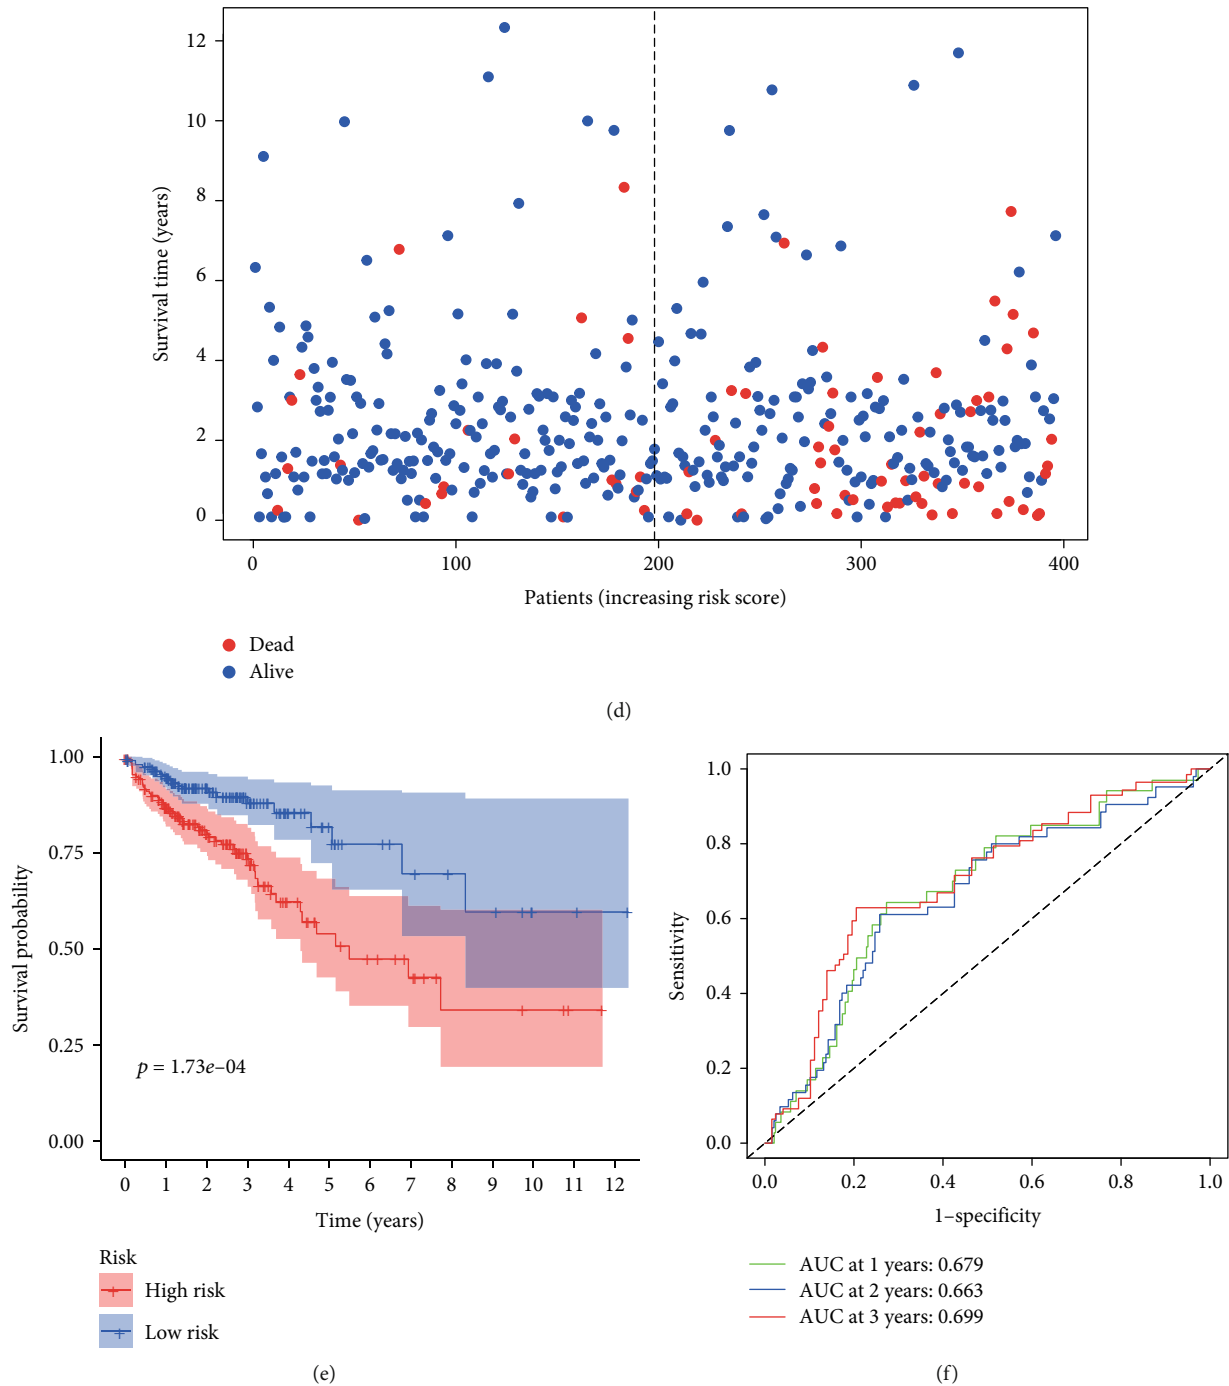 12
10
8
6
4
2
0
Survival time (years)
0 100 200 300 400
Patients (increasing risk score)
Dead
Alive
(d)
1.00
0.75
0.50
0.25
0.00
Survival probability
p = 1.73e–04
0 1 2 3 4 5 6 7 8 9 10 11 12
Time (years)
Risk
High risk
Low risk
(e)
1.0
0.8
0.6
0.4
0.2
0.0
Sensitivity
0.0 0.2 0.4 0.6 0.8 1.0
1–specificity
AUC at 1 years: 0.679
AUC at 2 years: 0.663
AUC at 3 years: 0.699
(f)